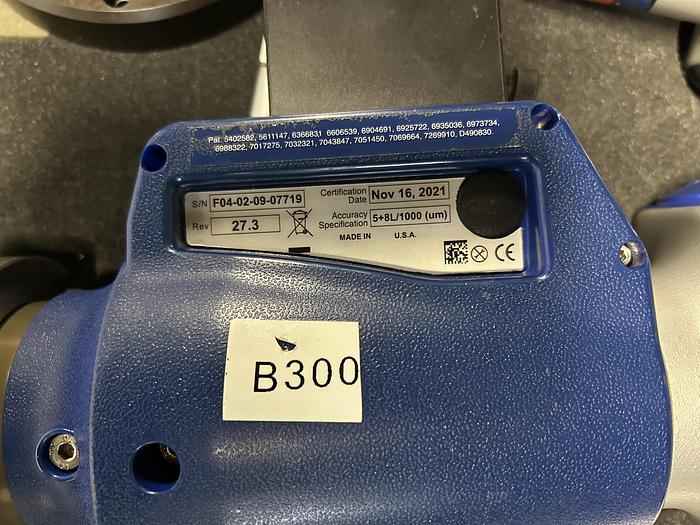 Pat. 5402582, 5611147, 6366831, 6606539, 6904691, 6925722, 6935036, 6973734,
6988322, 7017275, 7032321, 7043847, 7051450, 7069664, 7269910, D490830.
S/N F04-02-09-07719 Certification Date Nov 16, 2021
Rev 27.3 Accuracy Specification 5+8L/1000 (um)
MADE IN U.S.A.
CE
B300